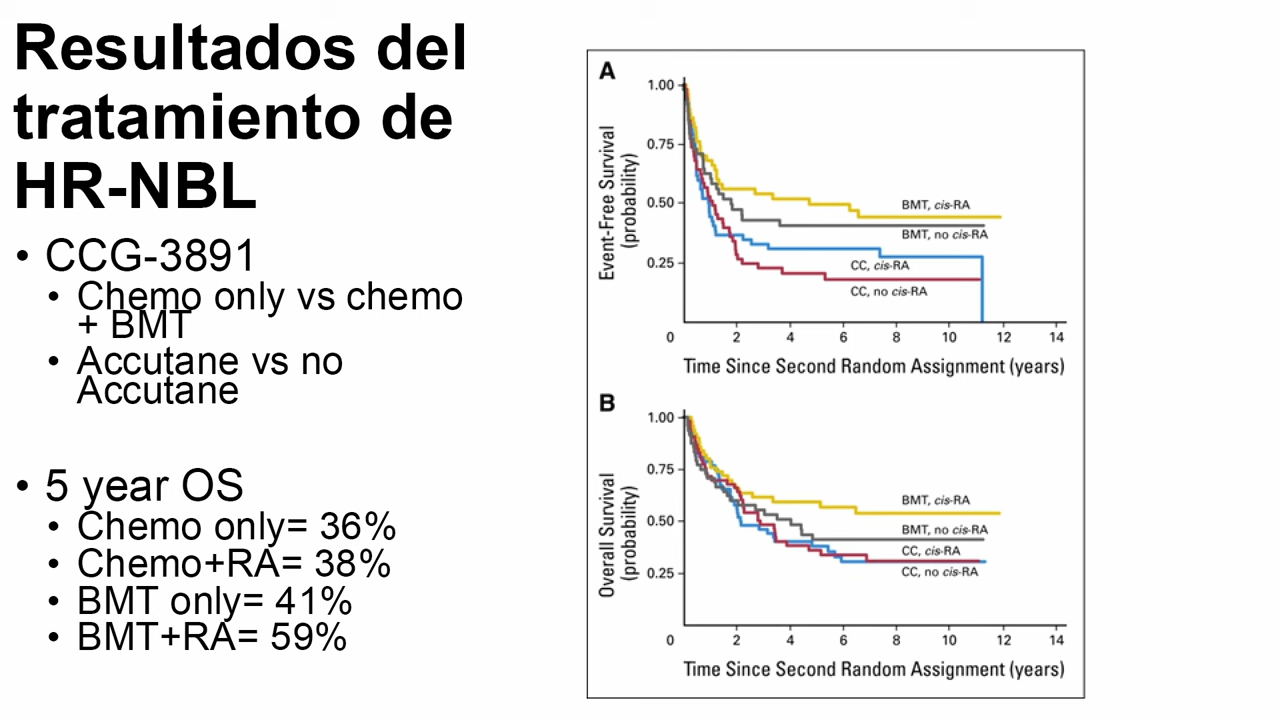 Resultados del
tratamiento de
HR-NBL
• CCG-3891
• Chemo only vs chemo
+ BMT
• Accutane vs no
Accutane
• 5 year OS
• Chemo only= 36%
• Chemo+RA= 38%
• BMT only= 41%
• BMT+RA= 59%
A
Event-Free Survival
(probability)
1.00
0.75
0.50
0.25
BMT, cis-RA
BMT, no cis-RA
CC, cis-RA
CC, no cis-RA
0 2 4 6 8 10 12 14
Time Since Second Random Assignment (years)
B
Overall Survival
(probability)
1.00
0.75
0.50
0.25
BMT, cis-RA
BMT, no cis-RA
CC, cis-RA
CC, no cis-RA
0 2 4 6 8 10 12 14
Time Since Second Random Assignment (years)